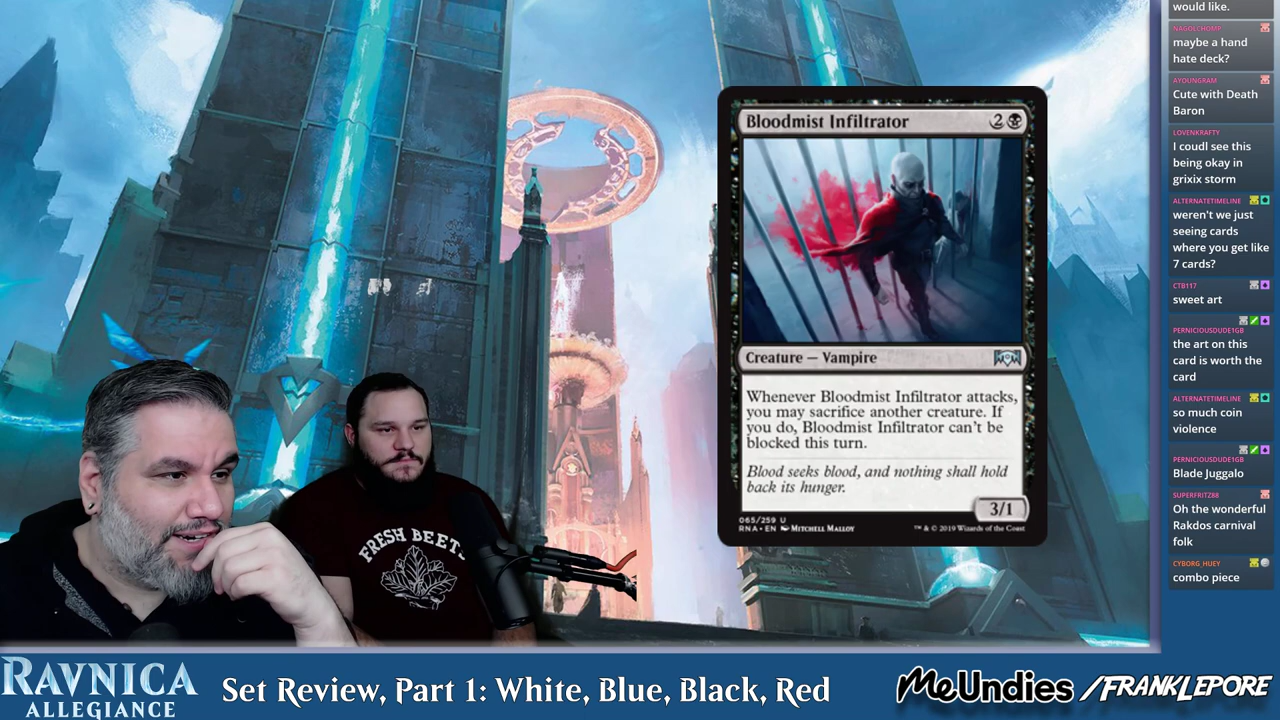 would like.
NAGOLCHOMP
maybe a hand
hate deck?
AYOUNGRAM
Cute with Death
Baron
LOVENKRAFTY
I coudl see this
being okay in
grixix storm
ALTERNATETIMELINE
weren't we just
seeing cards
where you get like
7 cards?
CTB117
sweet art
PERNICIOUSDUDE1GB
the art on this
card is worth the
card
ALTERNATETIMELINE
so much coin
violence
PERNICIOUSDUDE1GB
Blade Juggalo
SUPERFRITZ88
Oh the wonderful
Rakdos carnival
folk
CYBORG_HUEY
combo piece
Bloodmist Infiltrator 2
Creature — Vampire
Whenever Bloodmist Infiltrator attacks,
you may sacrifice another creature. If
you do, Bloodmist Infiltrator can't be
blocked this turn.
Blood seeks blood, and nothing shall hold
back its hunger.
3/1
065/259 U
RNA • EN Mitchell Malloy
™ & © 2019 Wizards of the Coast
FRESH BEETS
RAVNICA
ALLEGIANCE
Set Review, Part 1: White, Blue, Black, Red
MeUndies /FRANKLEPORE